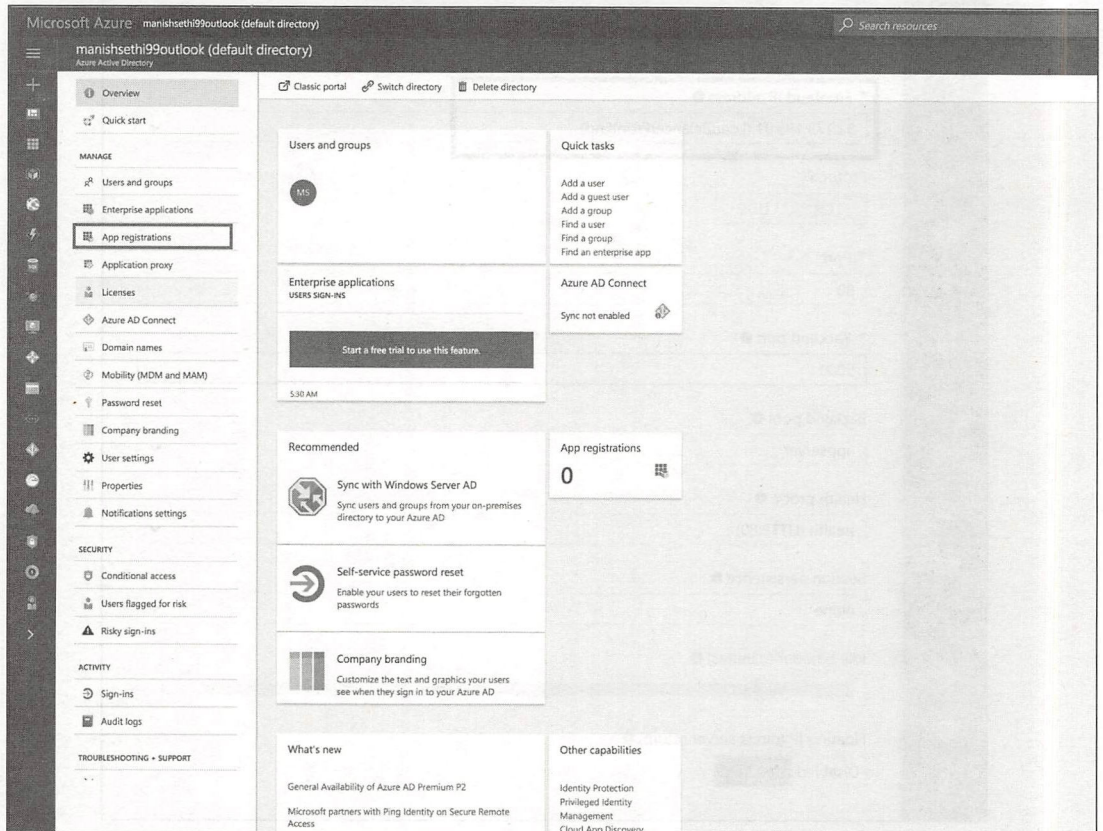 Microsoft Azure manishsethi99outlook (default directory)
Search resources
manishsethi99outlook (default directory)
Azure Active Directory
Overview
Quick start
MANAGE
Users and groups
Enterprise applications
App registrations
Application proxy
Licenses
Azure AD Connect
Domain names
Mobility (MDM and MAM)
Password reset
Company branding
User settings
Properties
Notifications settings
SECURITY
Conditional access
Users flagged for risk
Risky sign-ins
ACTIVITY
Sign-ins
Audit logs
TROUBLESHOOTING + SUPPORT
Classic portal Switch directory Delete directory
Users and groups
MS
Quick tasks
Add a user
Add a guest user
Add a group
Find a user
Find a group
Find an enterprise app
Enterprise applications
USERS SIGN-INS
Start a free trial to use this feature.
5:30 AM
Azure AD Connect
Sync not enabled
Recommended
Sync with Windows Server AD
Sync users and groups from your on-premises
directory to your Azure AD
Self-service password reset
Enable your users to reset their forgotten
passwords
Company branding
Customize the text and graphics your users
see when they sign in to your Azure AD
App registrations
0
What's new
General Availability of Azure AD Premium P2
Microsoft partners with Ping Identity on Secure Remote
Access
Other capabilities
Identity Protection
Privileged Identity
Management
Cloud App Discovery